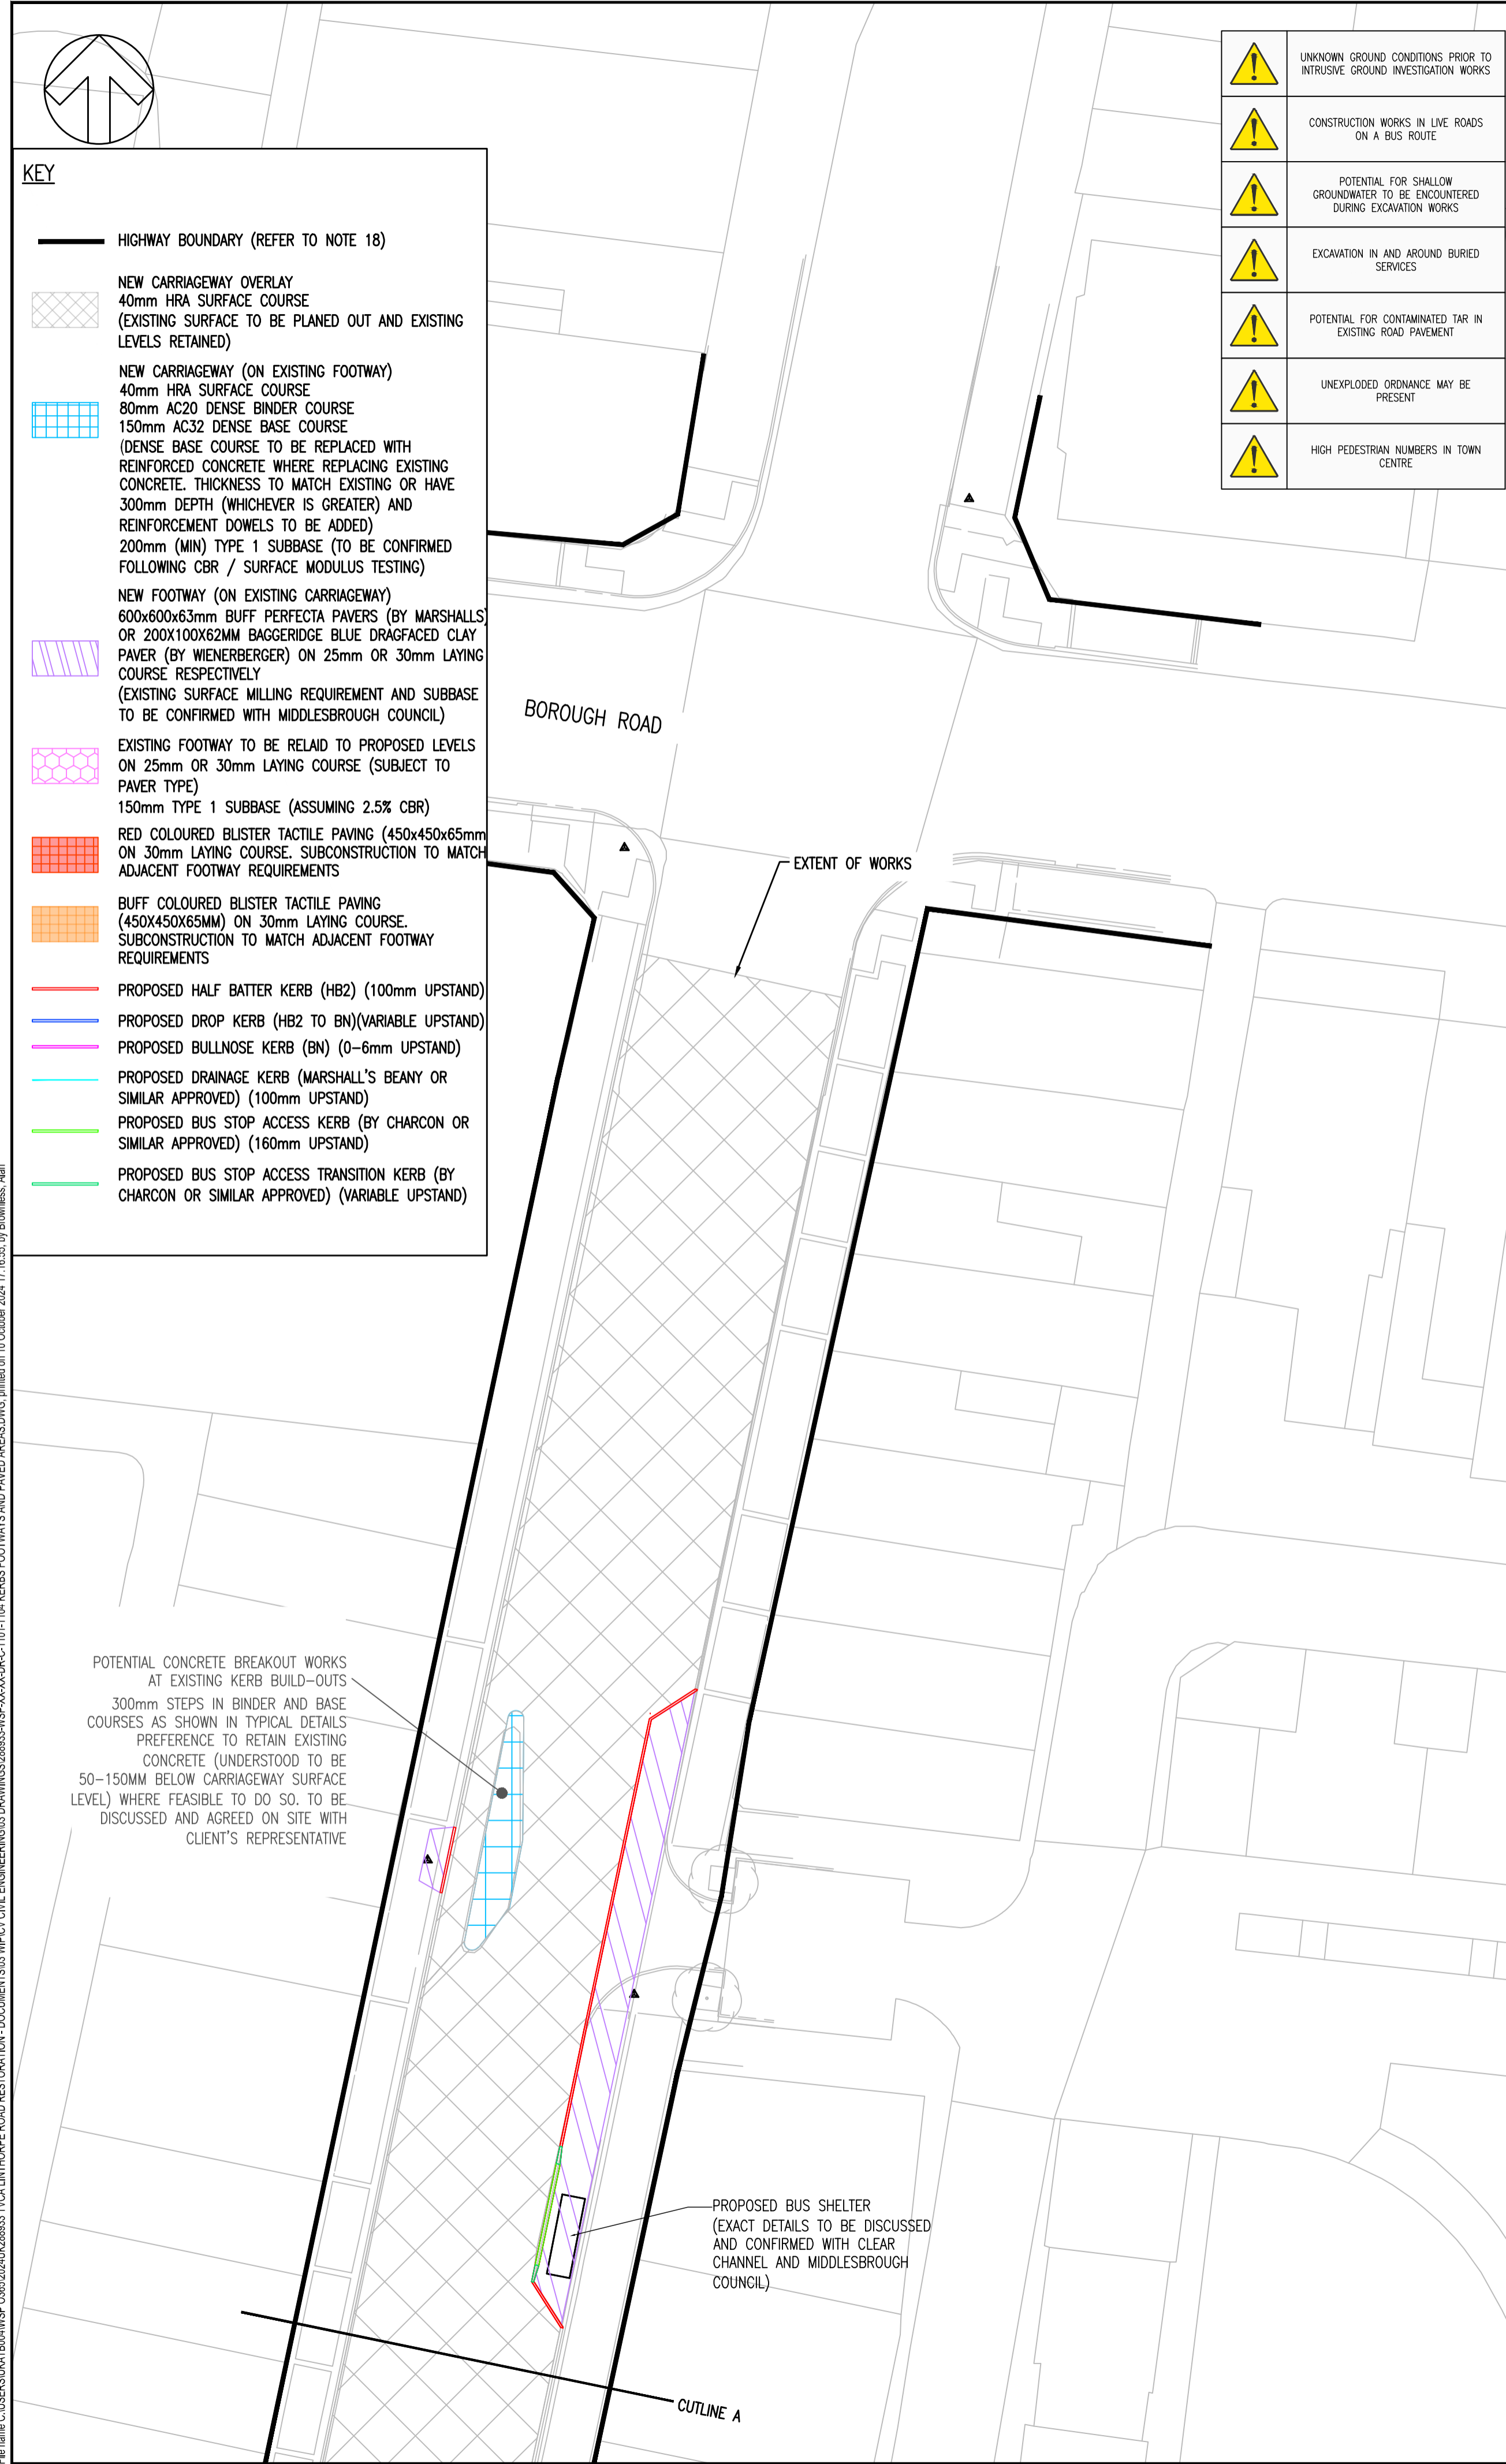 KEY
HIGHWAY BOUNDARY (REFER TO NOTE 18)
NEW CARRIAGEWAY OVERLAY
40mm HRA SURFACE COURSE
(EXISTING SURFACE TO BE PLANED OUT AND EXISTING
LEVELS RETAINED)
NEW CARRIAGEWAY (ON EXISTING FOOTWAY)
40mm HRA SURFACE COURSE
80mm AC20 DENSE BINDER COURSE
150mm AC32 DENSE BASE COURSE
(DENSE BASE COURSE TO BE REPLACED WITH
REINFORCED CONCRETE WHERE REPLACING EXISTING
CONCRETE. THICKNESS TO MATCH EXISTING OR HAVE
300mm DEPTH (WHICHEVER IS GREATER) AND
REINFORCEMENT DOWELS TO BE ADDED)
200mm (MIN) TYPE 1 SUBBASE (TO BE CONFIRMED
FOLLOWING CBR / SURFACE MODULUS TESTING)
NEW FOOTWAY (ON EXISTING CARRIAGEWAY)
600x600x63mm BUFF PERFECTA PAVERS (BY MARSHALLS)
OR 200X100X62MM BAGGERIDGE BLUE DRAGFACED CLAY
PAVER (BY WIENERBERGER) ON 25mm OR 30mm LAYING
COURSE RESPECTIVELY
(EXISTING SURFACE MILLING REQUIREMENT AND SUBBASE
TO BE CONFIRMED WITH MIDDLESBROUGH COUNCIL)
EXISTING FOOTWAY TO BE RELAID TO PROPOSED LEVELS
ON 25mm OR 30mm LAYING COURSE (SUBJECT TO
PAVER TYPE)
150mm TYPE 1 SUBBASE (ASSUMING 2.5% CBR)
RED COLOURED BLISTER TACTILE PAVING (450x450x65mm
ON 30mm LAYING COURSE. SUBCONSTRUCTION TO MATCH
ADJACENT FOOTWAY REQUIREMENTS
BUFF COLOURED BLISTER TACTILE PAVING
(450X450X65MM) ON 30mm LAYING COURSE.
SUBCONSTRUCTION TO MATCH ADJACENT FOOTWAY
REQUIREMENTS
PROPOSED HALF BATTER KERB (HB2) (100mm UPSTAND)
PROPOSED DROP KERB (HB2 TO BN)(VARIABLE UPSTAND)
PROPOSED BULLNOSE KERB (BN) (0-6mm UPSTAND)
PROPOSED DRAINAGE KERB (MARSHALL'S BEANY OR
SIMILAR APPROVED) (100mm UPSTAND)
PROPOSED BUS STOP ACCESS KERB (BY CHARCON OR
SIMILAR APPROVED) (160mm UPSTAND)
PROPOSED BUS STOP ACCESS TRANSITION KERB (BY
CHARCON OR SIMILAR APPROVED) (VARIABLE UPSTAND)
UNKNOWN GROUND CONDITIONS PRIOR TO
INTRUSIVE GROUND INVESTIGATION WORKS
CONSTRUCTION WORKS IN LIVE ROADS
ON A BUS ROUTE
POTENTIAL FOR SHALLOW
GROUNDWATER TO BE ENCOUNTERED
DURING EXCAVATION WORKS
EXCAVATION IN AND AROUND BURIED
SERVICES
POTENTIAL FOR CONTAMINATED TAR IN
EXISTING ROAD PAVEMENT
UNEXPLODED ORDNANCE MAY BE
PRESENT
HIGH PEDESTRIAN NUMBERS IN TOWN
CENTRE
BOROUGH ROAD
EXTENT OF WORKS
POTENTIAL CONCRETE BREAKOUT WORKS
AT EXISTING KERB BUILD-OUTS
300mm STEPS IN BINDER AND BASE
COURSES AS SHOWN IN TYPICAL DETAILS
PREFERENCE TO RETAIN EXISTING
CONCRETE (UNDERSTOOD TO BE
50-150MM BELOW CARRIAGEWAY SURFACE
LEVEL) WHERE FEASIBLE TO DO SO. TO BE
DISCUSSED AND AGREED ON SITE WITH
CLIENT'S REPRESENTATIVE
PROPOSED BUS SHELTER
(EXACT DETAILS TO BE DISCUSSED
AND CONFIRMED WITH CLEAR
CHANNEL AND MIDDLESBROUGH
COUNCIL)
CUTLINE A